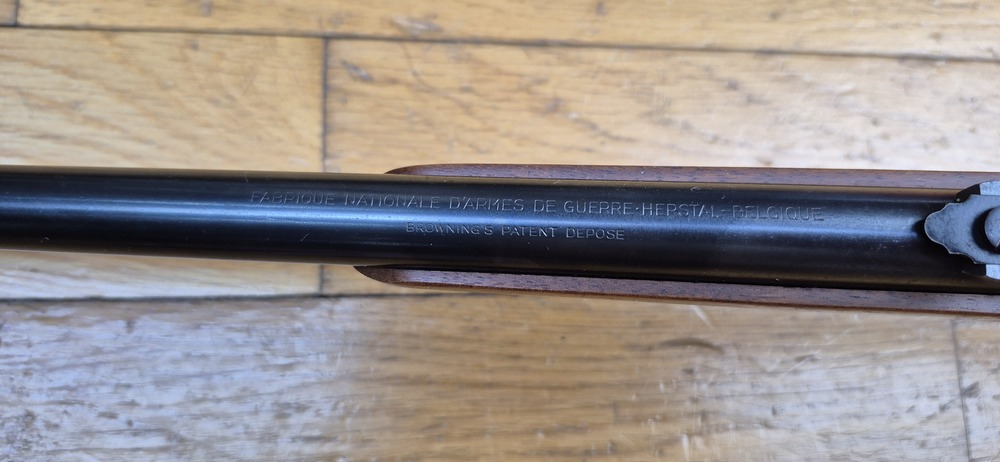 FABRIQUE NATIONALE D'ARMES DE GUERRE-HERSTAL-BELGIQUE
BROWNING'S PATENT DEPOSE